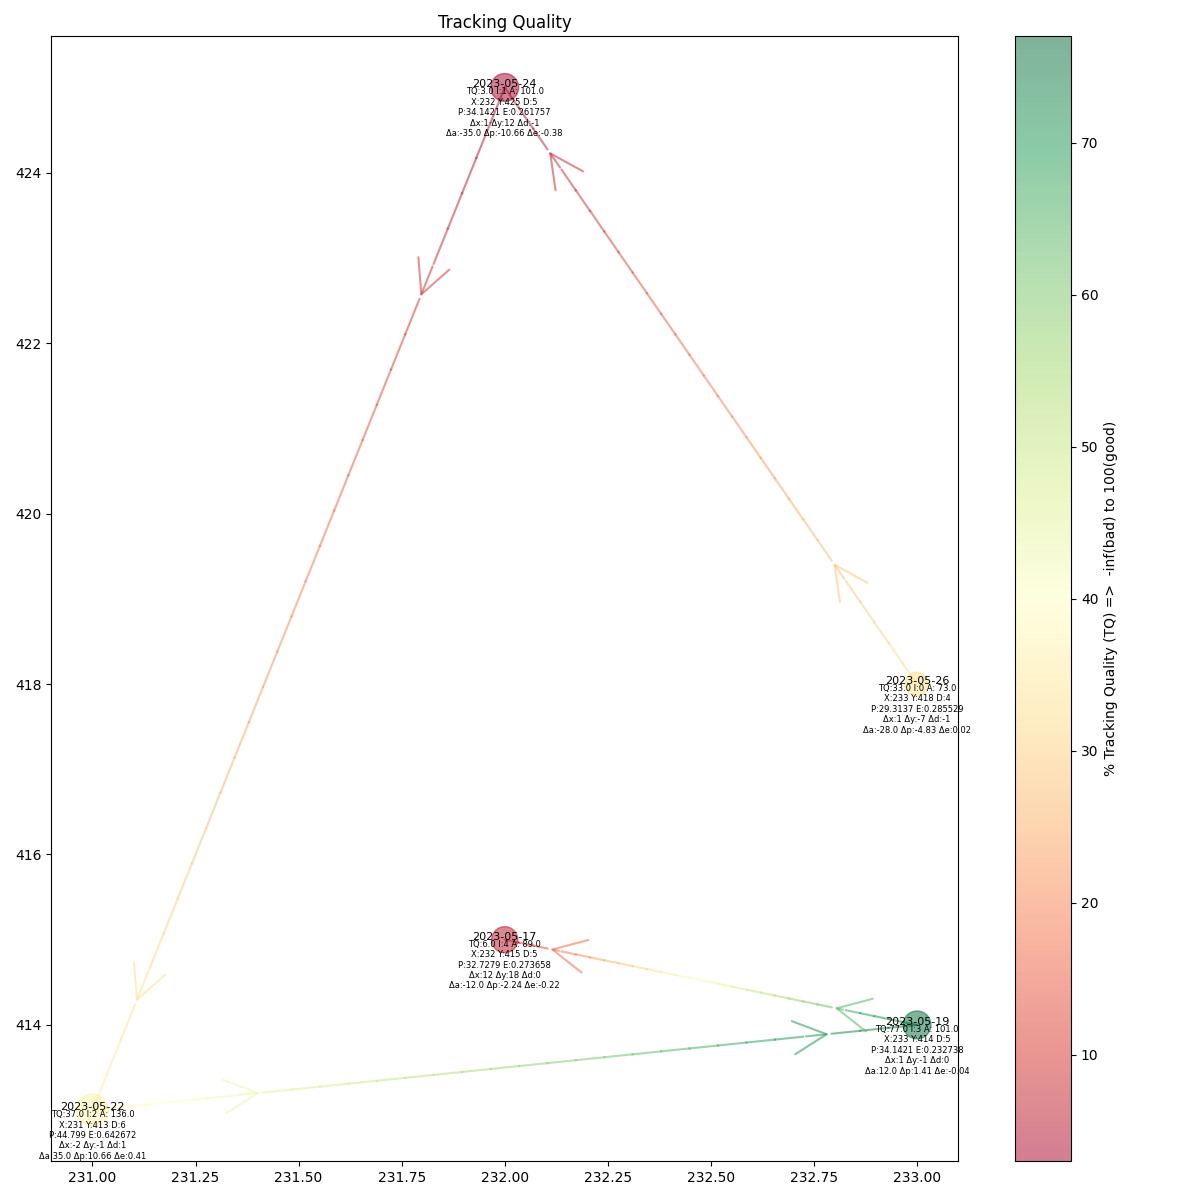 Tracking Quality
2023-05-24
TQ:3.0 I:1 A: 101.0
X:232 Y:425 D:5
P:34.1421 E:0.261757
Δx:1 Δy:12 Δd:-1
Δa:-35.0 Δp:-10.66 Δe:-0.38
2023-05-26
TQ:33.0 I:0 A: 73.0
X:233 Y:418 D:4
P:29.3137 E:0.285529
Δx:1 Δy:-7 Δd:-1
Δa:-28.0 Δp:-4.83 Δe:0.02
2023-05-17
TQ:6.0 I:4 A: 89.0
X:232 Y:415 D:5
P:32.7279 E:0.273658
Δx:12 Δy:18 Δd:0
Δa:-12.0 Δp:-2.24 Δe:-0.22
2023-05-19
TQ:77.0 I:3 A: 101.0
X:233 Y:414 D:5
P:34.1421 E:0.232738
Δx:1 Δy:-1 Δd:0
Δa:12.0 Δp:1.41 Δe:-0.04
2023-05-22
TQ:37.0 I:2 A: 136.0
X:231 Y:413 D:6
P:44.799 E:0.642672
Δx:-2 Δy:-1 Δd:1
Δa:35.0 Δp:10.66 Δe:0.41
424
422
420
418
416
414
231.00 231.25 231.50 231.75 232.00 232.25 232.50 232.75 233.00
70
60
50
40
30
20
10
% Tracking Quality (TQ) => -inf(bad) to 100(good)